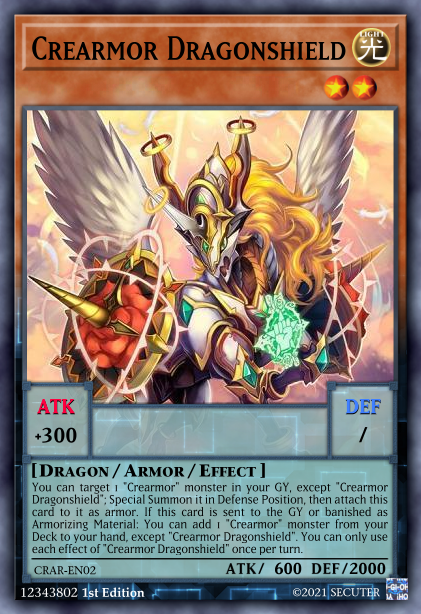 CREARMOR DRAGONSHIELD
LIGHT
光
ATK
DEF
+300
/
[ DRAGON / ARMOR / EFFECT ]
You can target 1 "Crearmor" monster in your GY, except "Crearmor
Dragonshield"; Special Summon it in Defense Position, then attach this
card to it as armor. If this card is sent to the GY or banished as
Armorizing Material: You can add 1 "Crearmor" monster from your
Deck to your hand, except "Crearmor Dragonshield". You can only use
each effect of "Crearmor Dragonshield" once per turn.
CRAR-EN02
ATK/ 600 DEF/2000
12343802 1st Edition
©2021 SECUTER